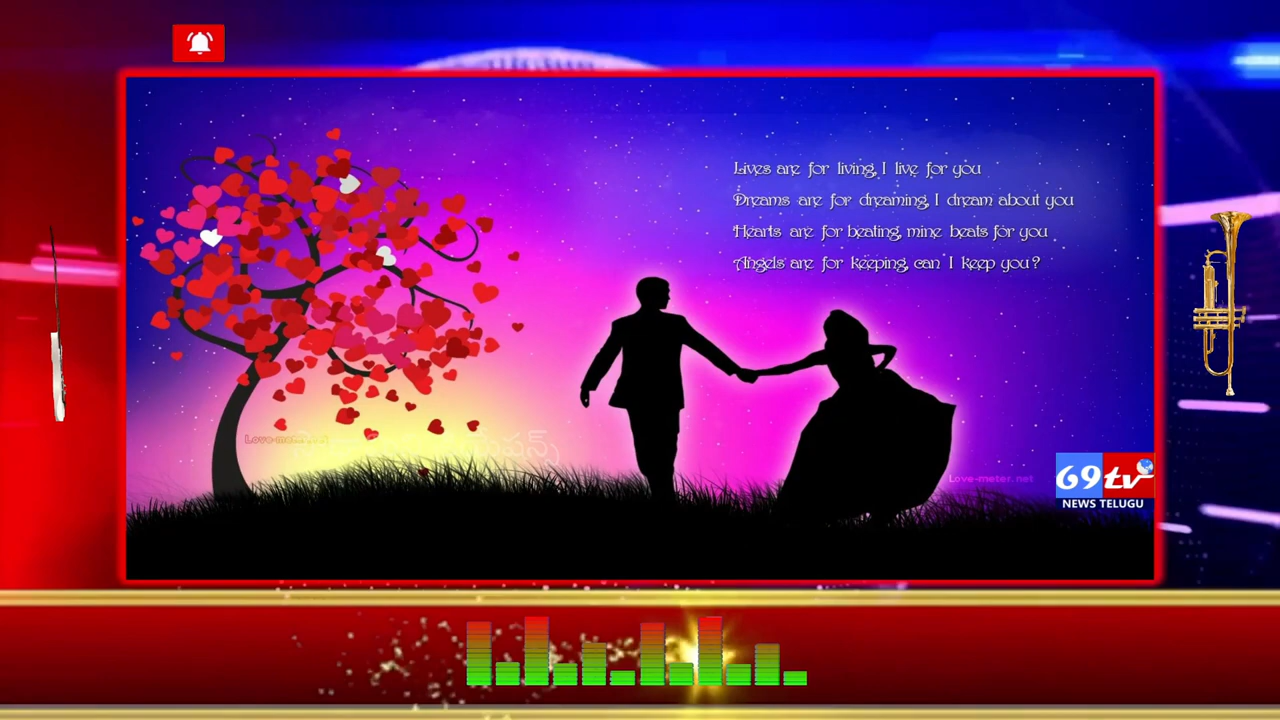 Lives are for living, I live for you
Dreams are for dreaming, I dream about you
Hearts are for beating, mine beats for you
Angels are for keeping, can I keep you?
Love-meter.net
69tv
NEWS TELUGU